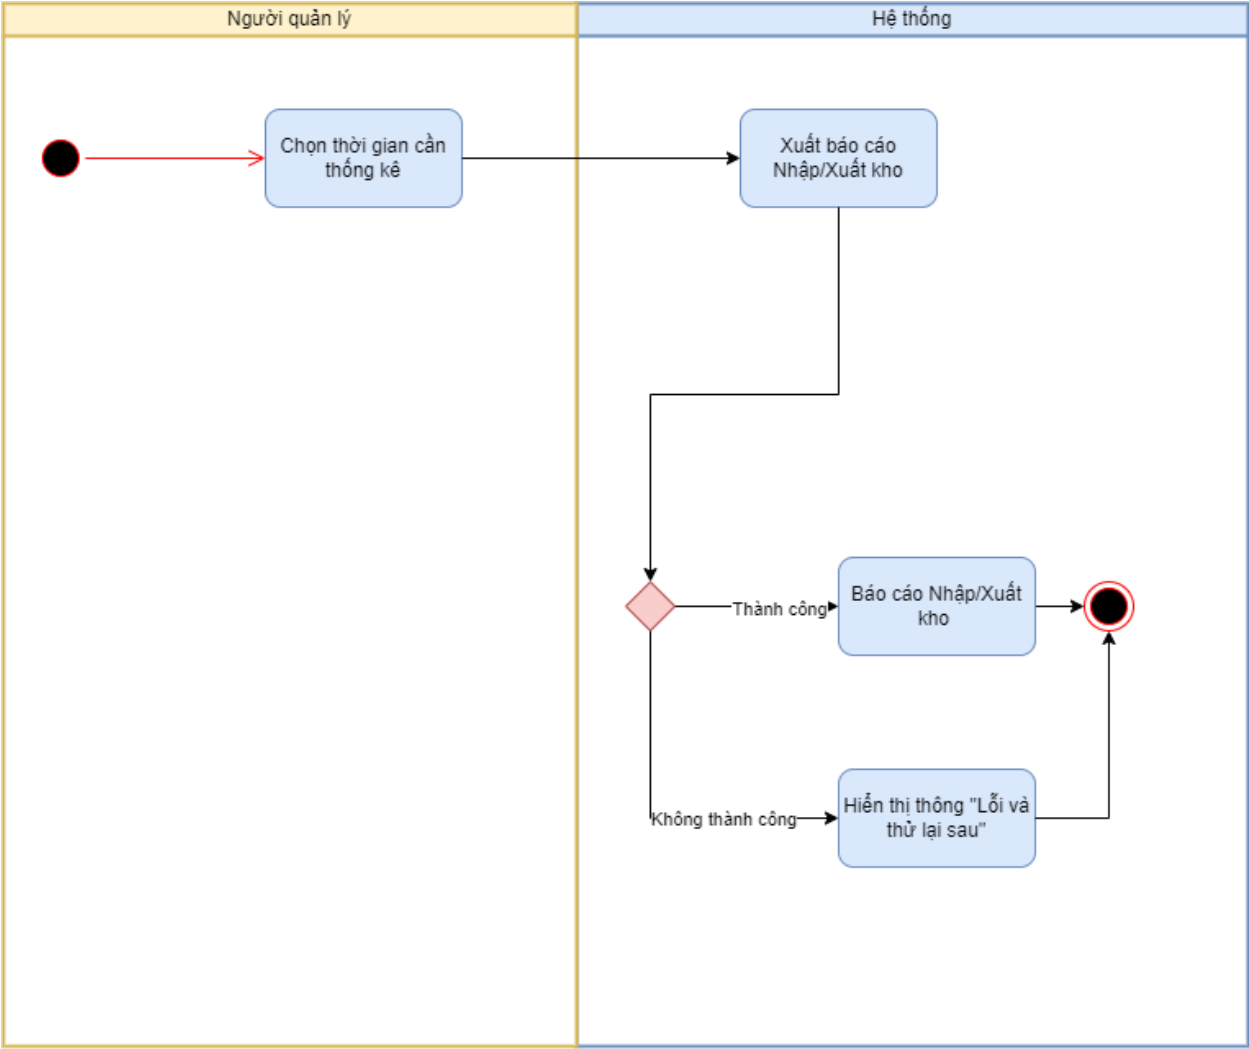 Người quản lý
Hệ thống
Chọn thời gian cần
thống kê
Xuất báo cáo
Nhập/Xuất kho
Thành công
Báo cáo Nhập/Xuất
kho
Không thành công
Hiển thị thông "Lỗi và
thử lại sau"